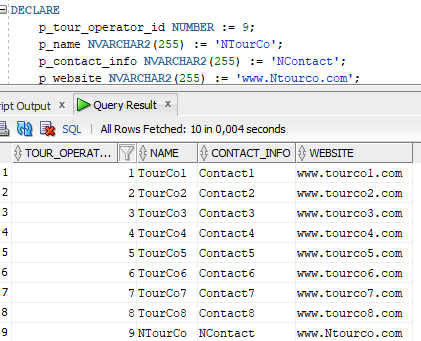 DECLARE
p_tour_operator_id NUMBER := 9;
p_name NVARCHAR2(255) := 'NTourCo';
p_contact_info NVARCHAR2(255) := 'NContact';
p_website NVARCHAR2(255) := 'www.Ntourco.com';
ript Output x Query Result x
SQL | All Rows Fetched: 10 in 0,004 seconds
TOUR_OPERAT... NAME CONTACT_INFO WEBSITE
1 1 TourCo1 Contact1 www.tourco1.com
2 2 TourCo2 Contact2 www.tourco2.com
3 3 TourCo3 Contact3 www.tourco3.com
4 4 TourCo4 Contact4 www.tourco4.com
5 5 TourCo5 Contact5 www.tourco5.com
6 6 TourCo6 Contact6 www.tourco6.com
7 7 TourCo7 Contact7 www.tourco7.com
8 8 TourCo8 Contact8 www.tourco8.com
9 9 NTourCo NContact www.Ntourco.com